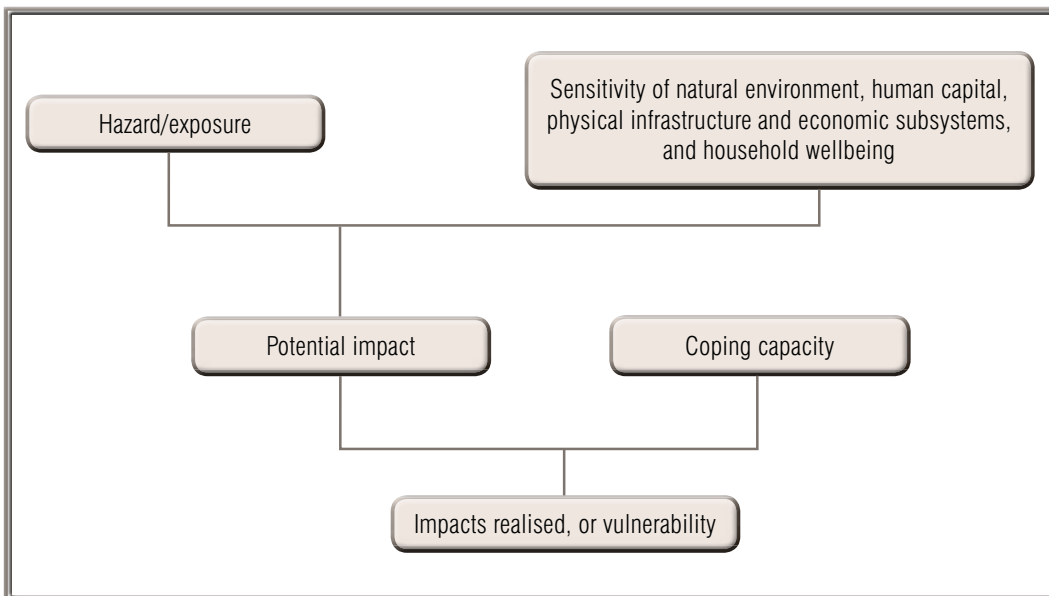 Hazard/exposure
Sensitivity of natural environment, human capital,
physical infrastructure and economic subsystems,
and household wellbeing
Potential impact
Coping capacity
Impacts realised, or vulnerability